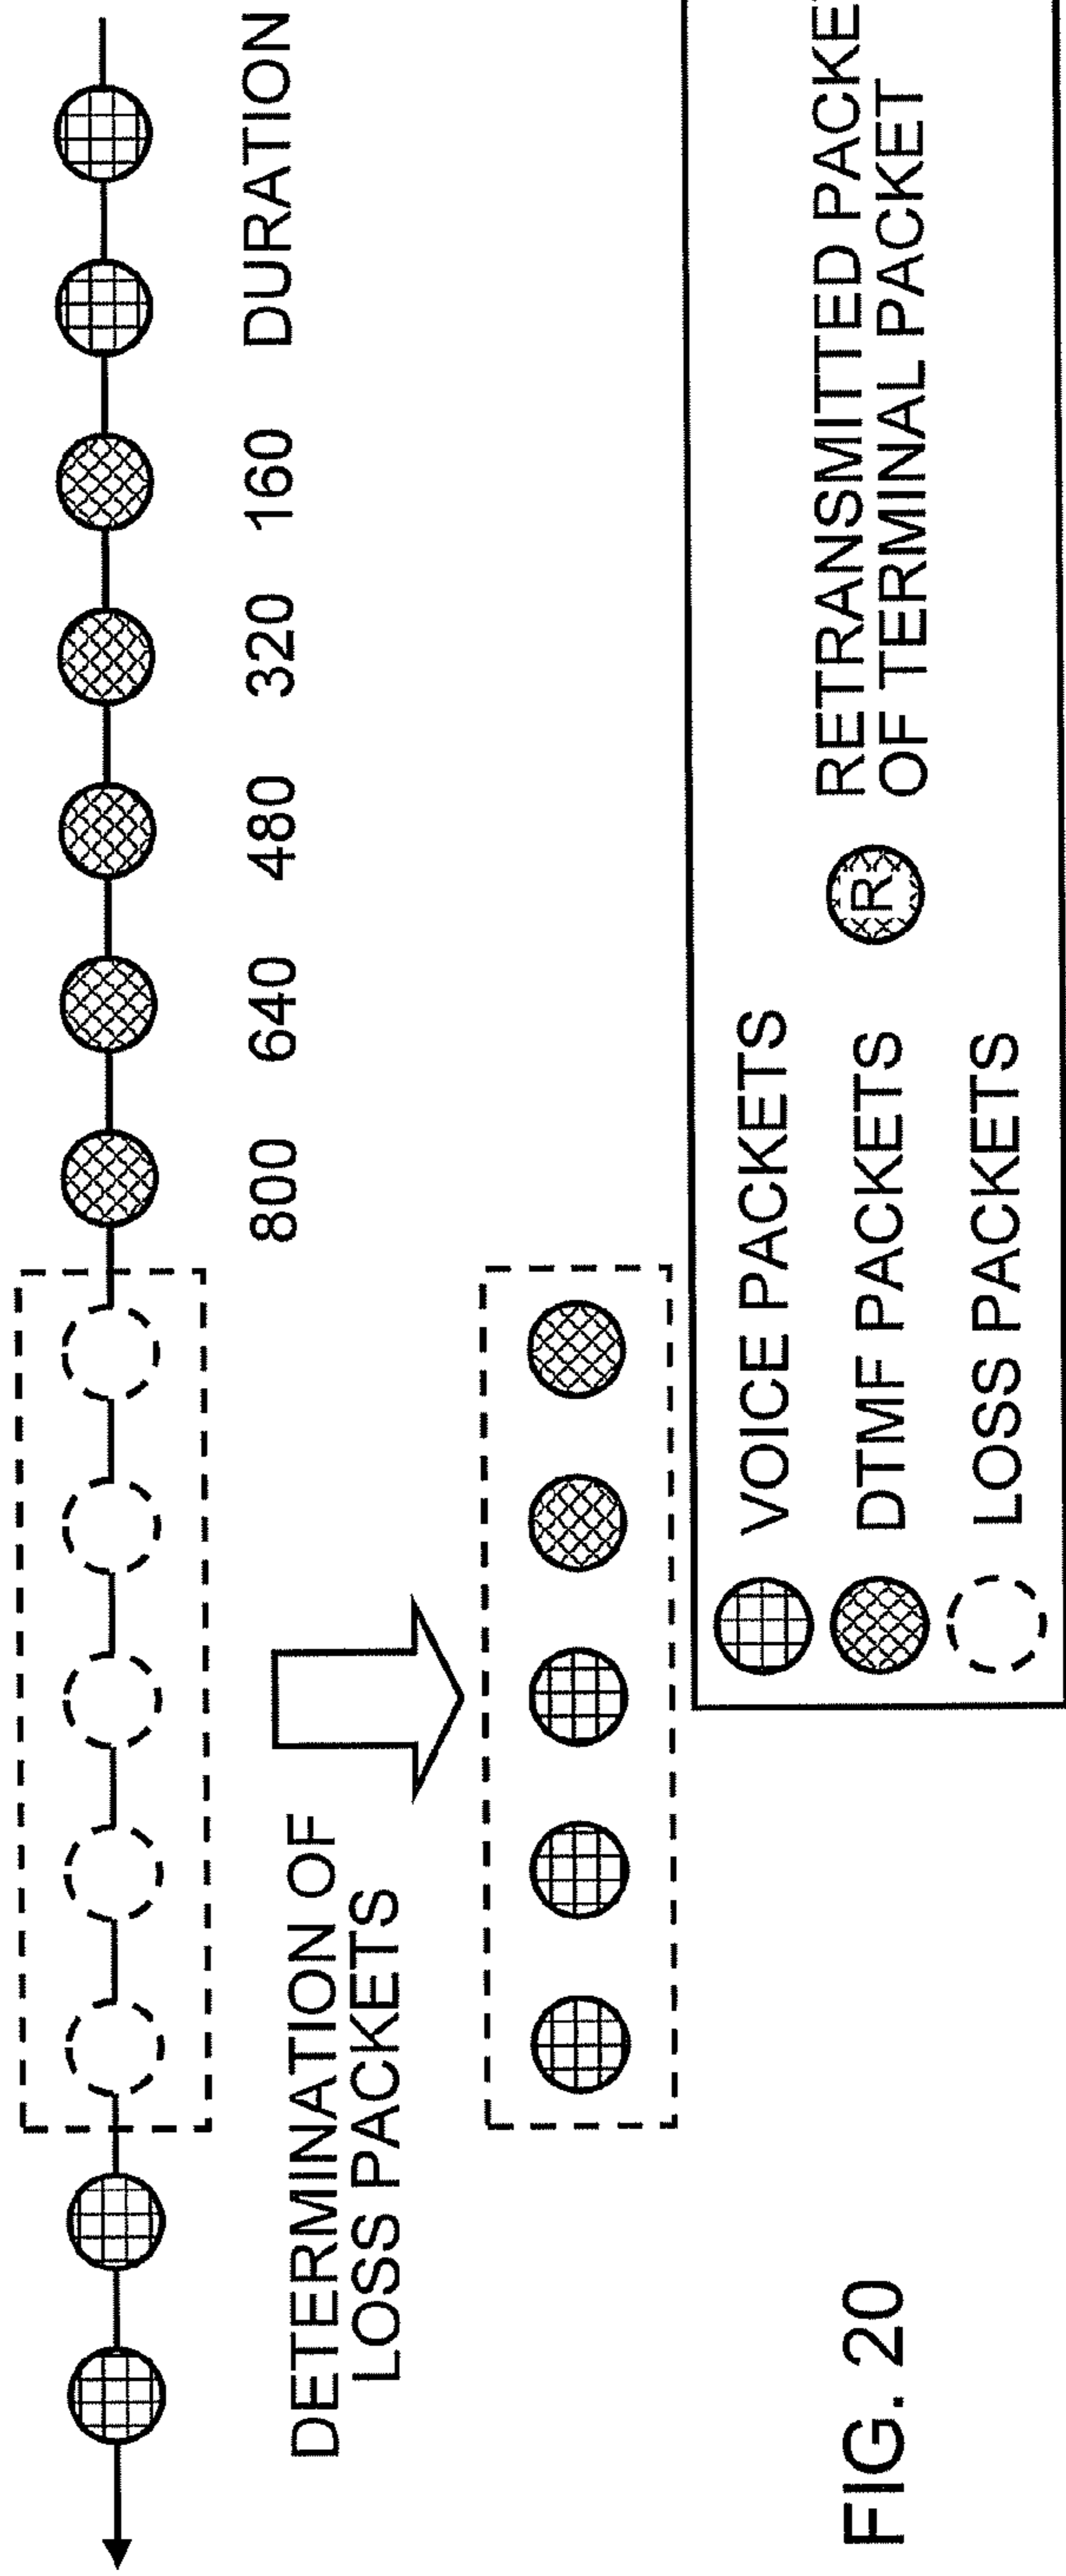 800 640 480 320 160 DURATION
DETERMINATION OF
LOSS PACKETS
VOICE PACKETS
DTMF PACKETS
LOSS PACKETS
R
RETRANSMITTED PACKE
OF TERMINAL PACKET
FIG. 20